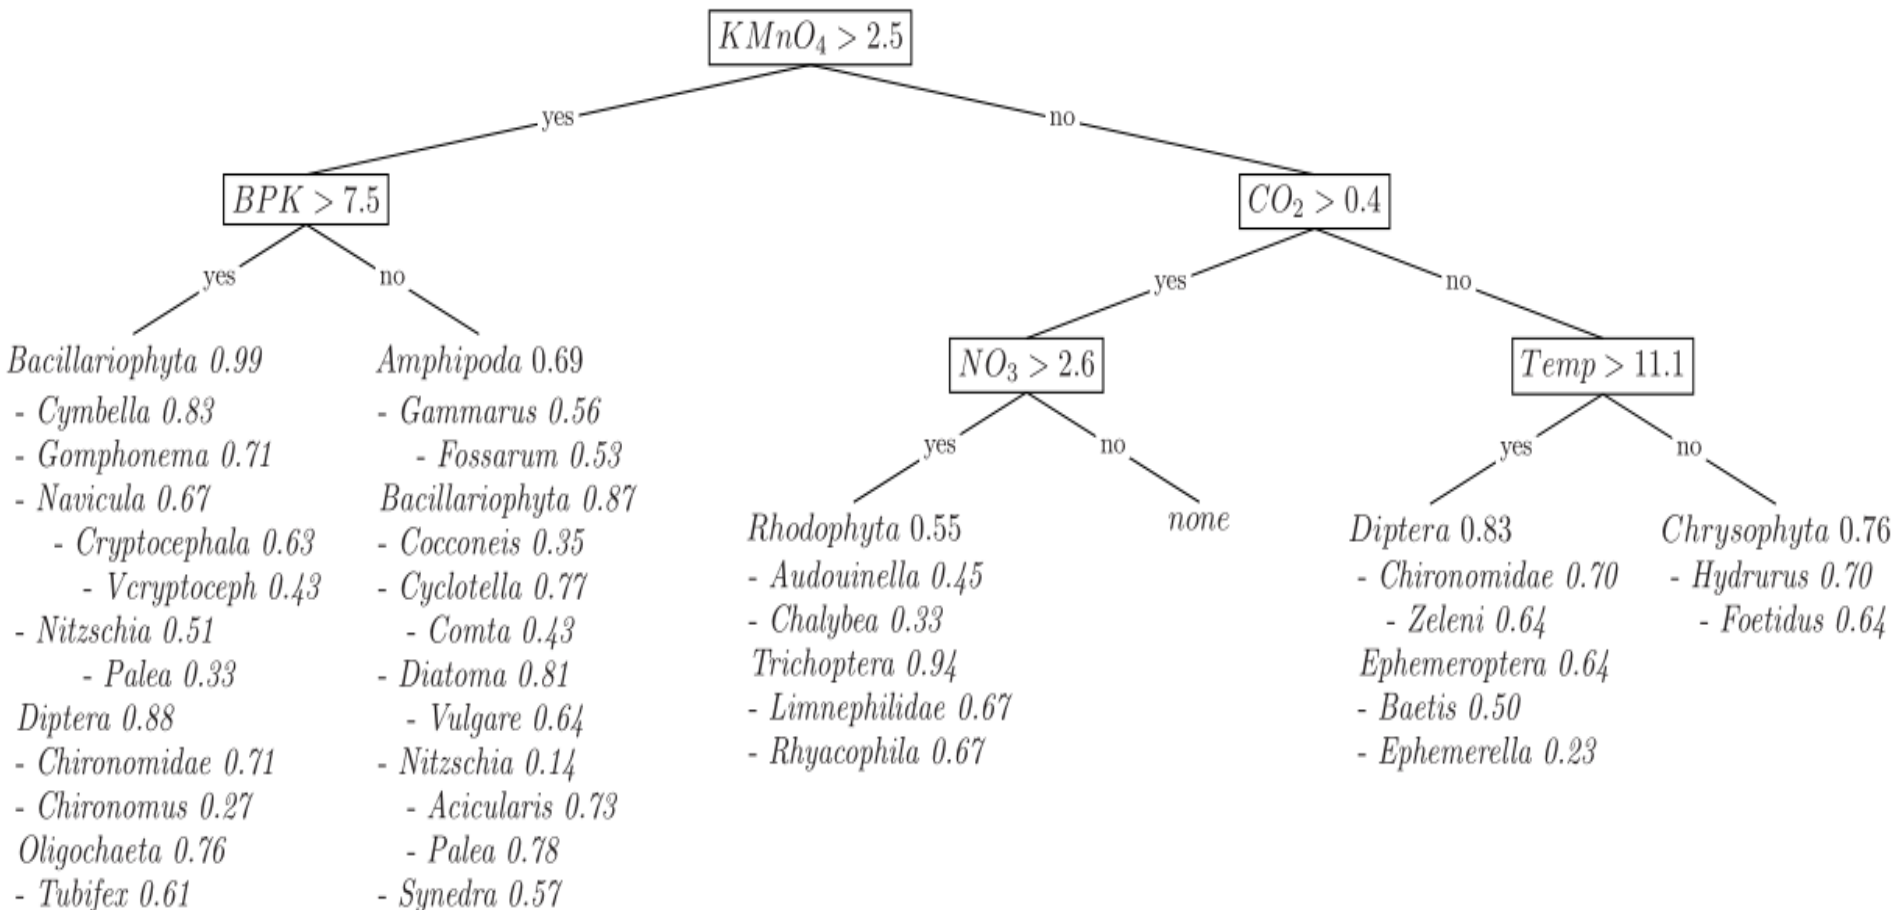 KMnO₄ > 2.5
yes
no
BPK > 7.5
CO₂ > 0.4
yes
no
yes
no
NO₃ > 2.6
Temp > 11.1
yes
no
yes
no
Bacillariophyta 0.99
- Cymbella 0.83
- Gomphonema 0.71
- Navicula 0.67
- Cryptocephala 0.63
- Vcryptoceph 0.43
- Nitzschia 0.51
- Palea 0.33
Diptera 0.88
- Chironomidae 0.71
- Chironomus 0.27
Oligochaeta 0.76
- Tubifex 0.61
Amphipoda 0.69
- Gammarus 0.56
- Fossarum 0.53
Bacillariophyta 0.87
- Cocconeis 0.35
- Cyclotella 0.77
- Comta 0.43
- Diatoma 0.81
- Vulgare 0.64
- Nitzschia 0.14
- Acicularis 0.73
- Palea 0.78
- Synedra 0.57
Rhodophyta 0.55
- Audouinella 0.45
- Chalybea 0.33
Trichoptera 0.94
- Limnephilidae 0.67
- Rhyacophila 0.67
none
Diptera 0.83
- Chironomidae 0.70
- Zeleni 0.64
Ephemeroptera 0.64
- Baetis 0.50
- Ephemerella 0.23
Chrysophyta 0.76
- Hydrurus 0.70
- Foetidus 0.64